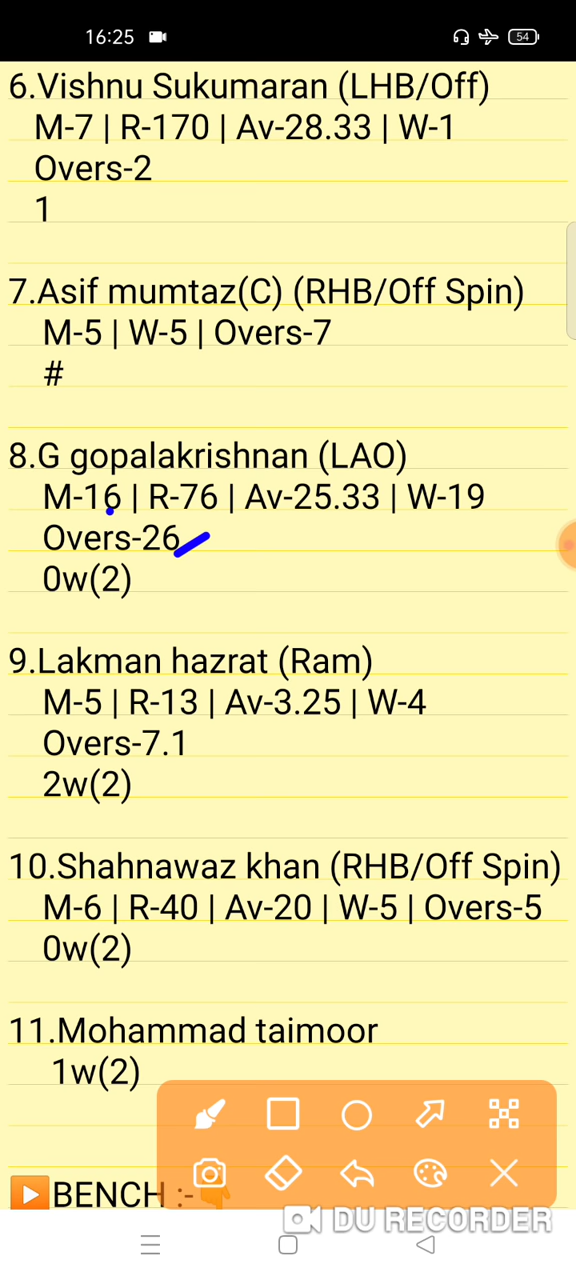 16:25
54
6.Vishnu Sukumaran (LHB/Off)
M-7 | R-170 | Av-28.33 | W-1
Overs-2
1
7.Asif mumtaz(C) (RHB/Off Spin)
M-5 | W-5 | Overs-7
#
8.G gopalakrishnan (LAO)
M-16 | R-76 | Av-25.33 | W-19
Overs-26
0w(2)
9.Lakman hazrat (Ram)
M-5 | R-13 | Av-3.25 | W-4
Overs-7.1
2w(2)
10.Shahnawaz khan (RHB/Off Spin)
M-6 | R-40 | Av-20 | W-5 | Overs-5
0w(2)
11.Mohammad taimoor
1w(2)
▶️BENCH :-👇
DU RECORDER